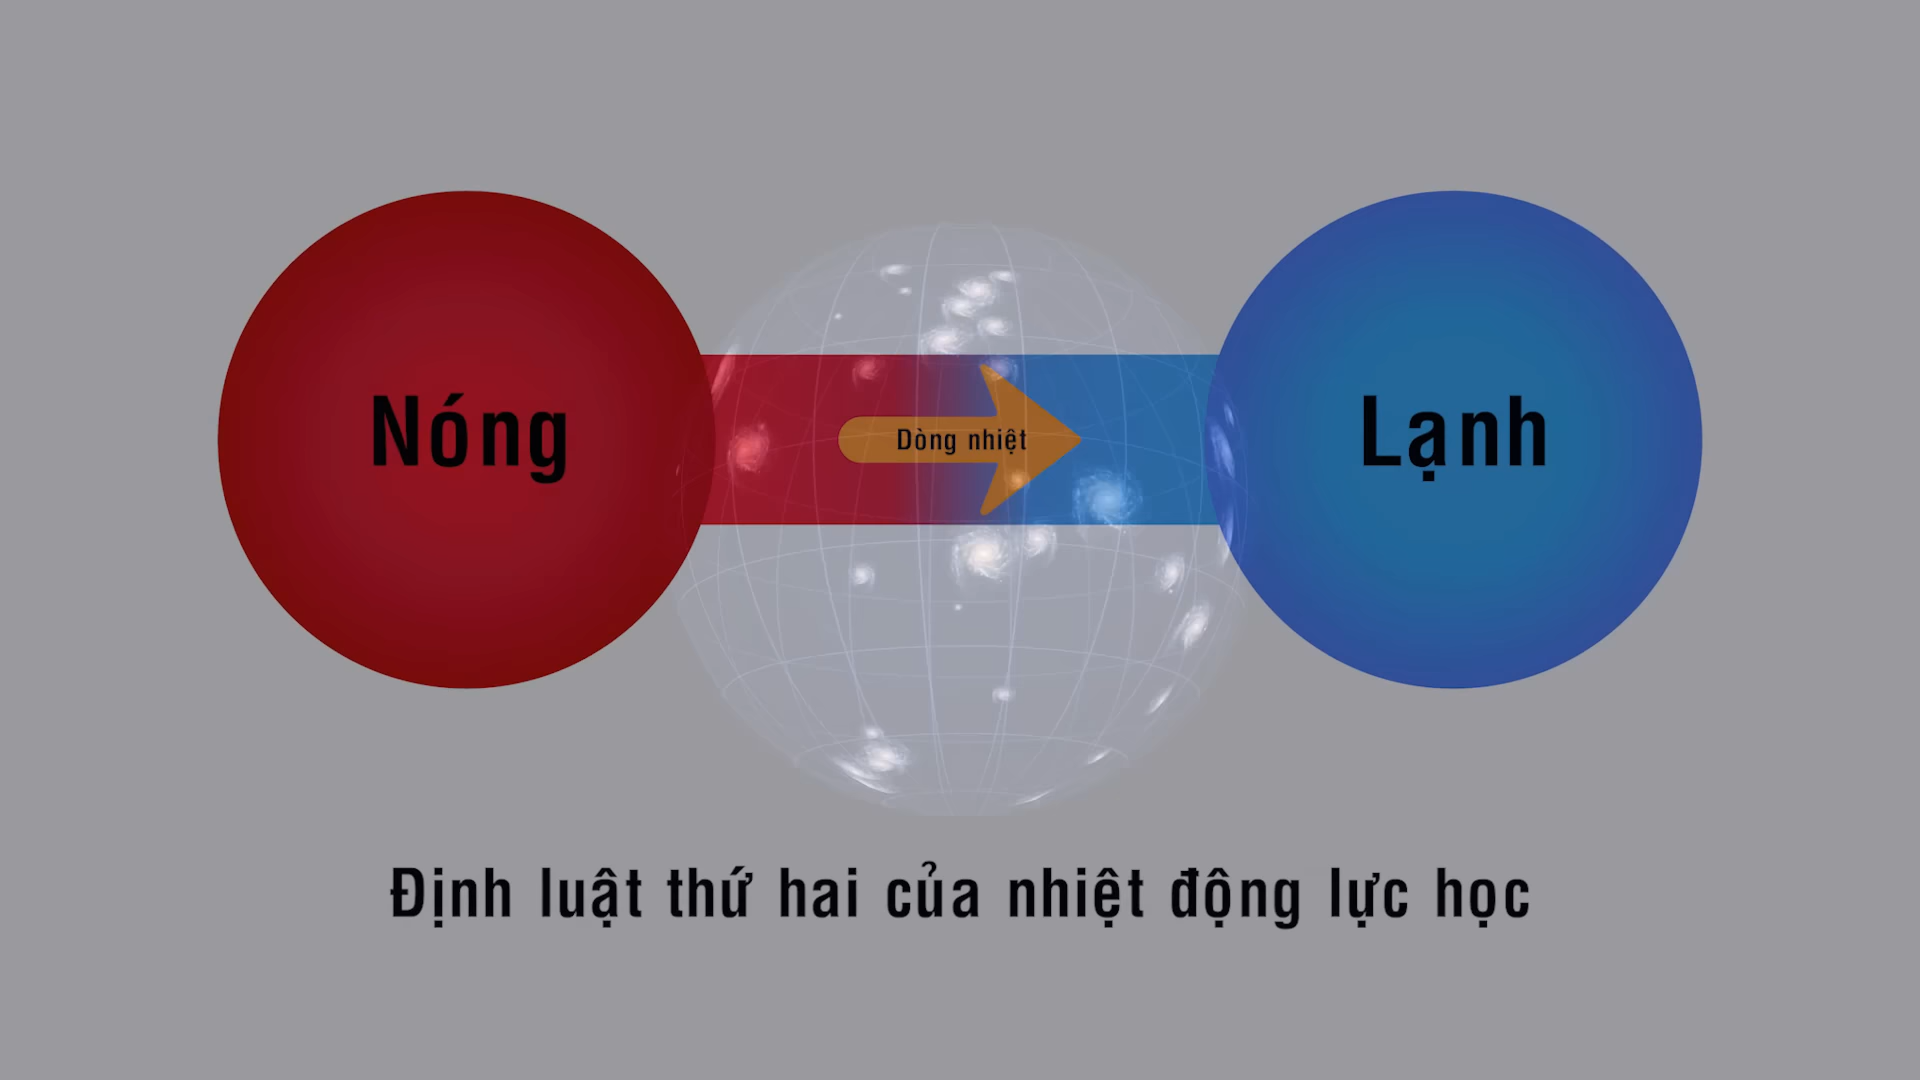 Nóng
Dòng nhiệt
Lạnh
Định luật thứ hai của nhiệt động lực học